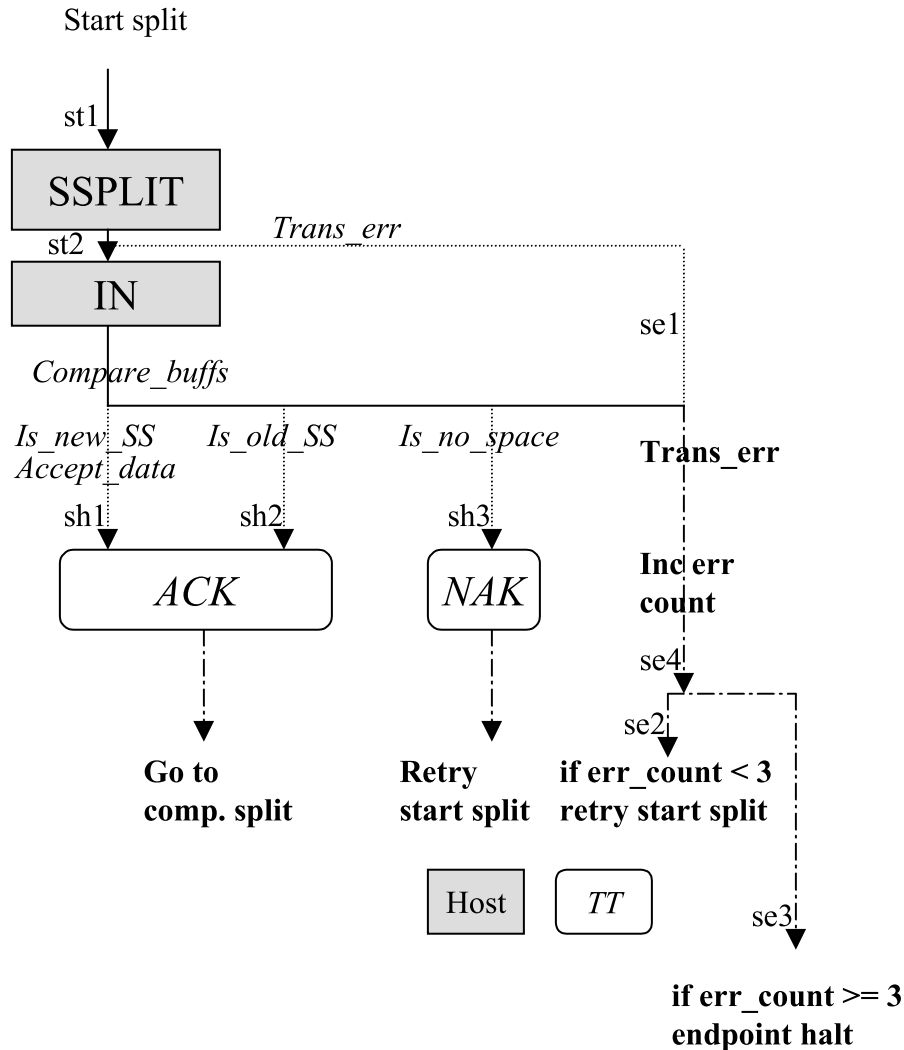 Start split
st1
SSPLIT
Trans_err
st2
IN
se1
Compare_buffs
Is_new_SS
Accept_data
Is_old_SS
Is_no_space
Trans_err
sh1
sh2
sh3
ACK
NAK
Inc err
count
se4
se2
Go to
comp. split
Retry
start split
if err_count < 3
retry start split
Host
TT
se3
if err_count >= 3
endpoint halt